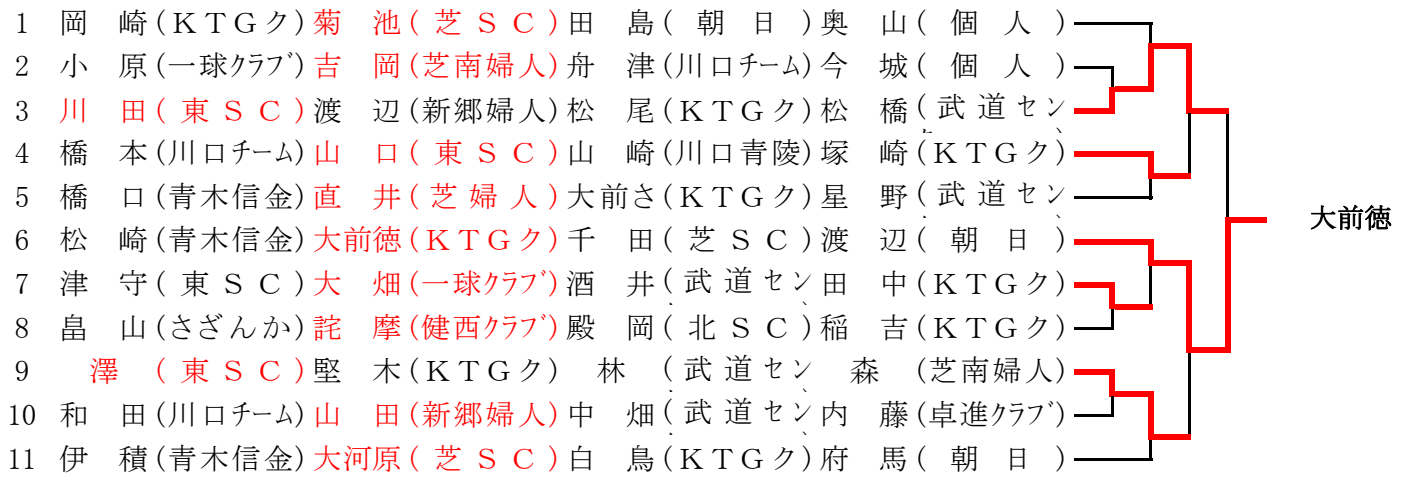 1 岡 崎(ＫＴＧク) 菊 池(芝ＳＣ) 田 島(朝 日) 奥 山(個 人)
2 小 原(一球ｸﾗﾌﾞ) 吉 岡(芝南婦人) 舟 津(川口ﾁｰﾑ) 今 城(個 人)
3 川 田(東ＳＣ) 渡 辺(新郷婦人) 松 尾(ＫＴＧク) 松 橋(武道セン
4 橋 本(川口ﾁｰﾑ) 山 口(東ＳＣ) 山 崎(川口青陵) 塚 崎(ＫＴＧク)
5 橋 口(青木信金) 直 井(芝婦人) 大前さ(ＫＴＧク) 星 野(武道セン
大前徳
6 松 崎(青木信金) 大前徳(ＫＴＧク) 千 田(芝ＳＣ) 渡 辺(朝 日)
7 津 守(東ＳＣ) 大 畑(一球ｸﾗﾌﾞ) 酒 井(武道セン 田 中(ＫＴＧク)
8 畠 山(さざんか) 詫 摩(健西ｸﾗﾌﾞ) 殿 岡(北ＳＣ) 稲 吉(ＫＴＧク)
9 澤 (東ＳＣ) 堅 木(ＫＴＧク) 林 (武道セン 森 (芝南婦人)
10 和 田(川口ﾁｰﾑ) 山 田(新郷婦人) 中 畑(武道セン 内 藤(卓進ｸﾗﾌﾞ)
11 伊 積(青木信金) 大河原(芝ＳＣ) 白 鳥(ＫＴＧク) 府 馬(朝 日)